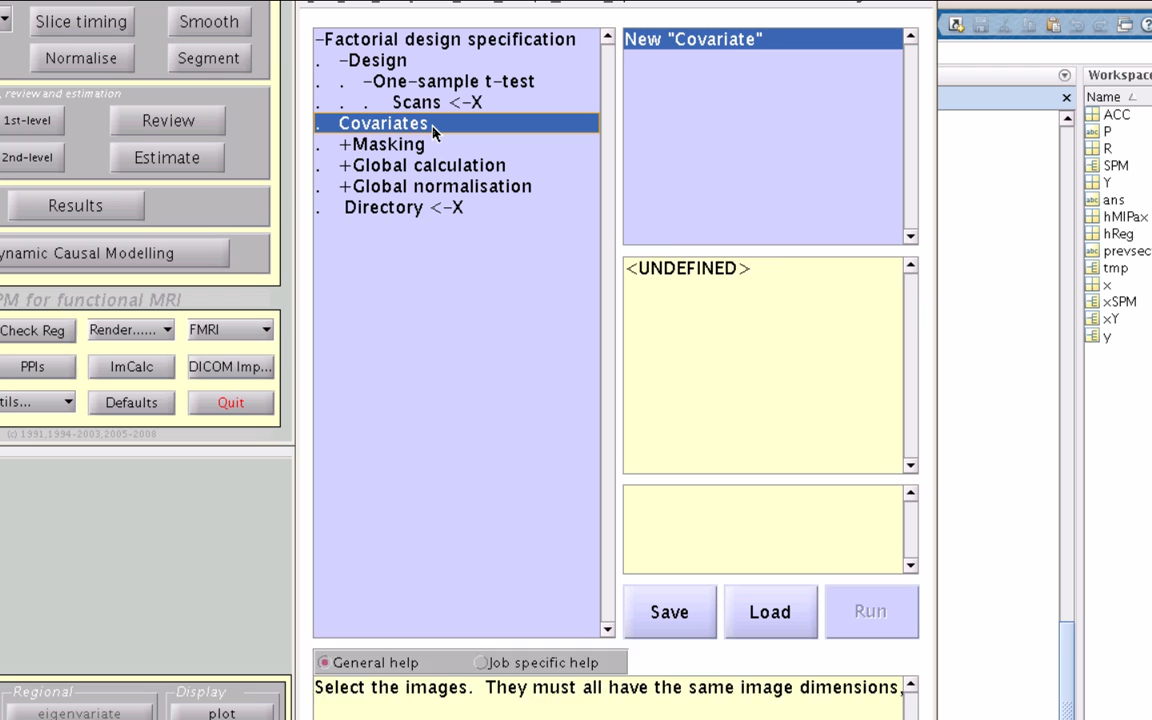 Slice timing
Smooth
Normalise
Segment
, review and estimation
1st-level
Review
2nd-level
Estimate
Results
ynamic Causal Modelling
PM for functional MRI
Check Reg
Render......
FMRI
PPIs
ImCalc
DICOM Imp...
tils...
Defaults
Quit
(c) 1991,1994-2003,2005-2008
Regional
Display
eigenvariate
plot
-Factorial design specification
. -Design
. . -One-sample t-test
. . . Scans <-X
. Covariates
. +Masking
. +Global calculation
. +Global normalisation
. Directory <-X
New "Covariate"
<UNDEFINED>
Save
Load
Run
General help
Job specific help
Select the images. They must all have the same image dimensions,
Workspace
Name
ACC
P
R
SPM
Y
ans
hMIPax
hReg
prevsec
tmp
x
xSPM
xY
y